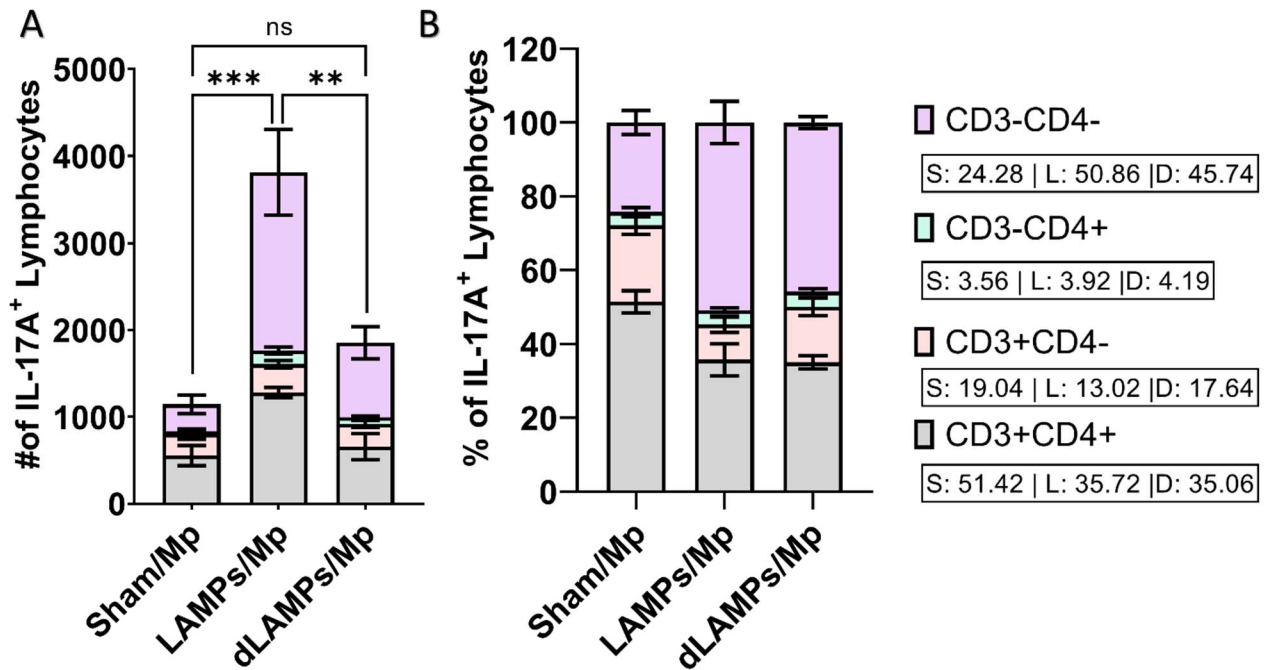 A
ns
***
**
#of IL-17A+ Lymphocytes
5000
4000
3000
2000
1000
0
Sham/Mp
LAMPs/Mp
dLAMPs/Mp
B
% of IL-17A+ Lymphocytes
120
100
80
60
40
20
0
Sham/Mp
LAMPs/Mp
dLAMPs/Mp
CD3-CD4-
S: 24.28 | L: 50.86 |D: 45.74
CD3-CD4+
S: 3.56 | L: 3.92 |D: 4.19
CD3+CD4-
S: 19.04 | L: 13.02 |D: 17.64
CD3+CD4+
S: 51.42 | L: 35.72 |D: 35.06